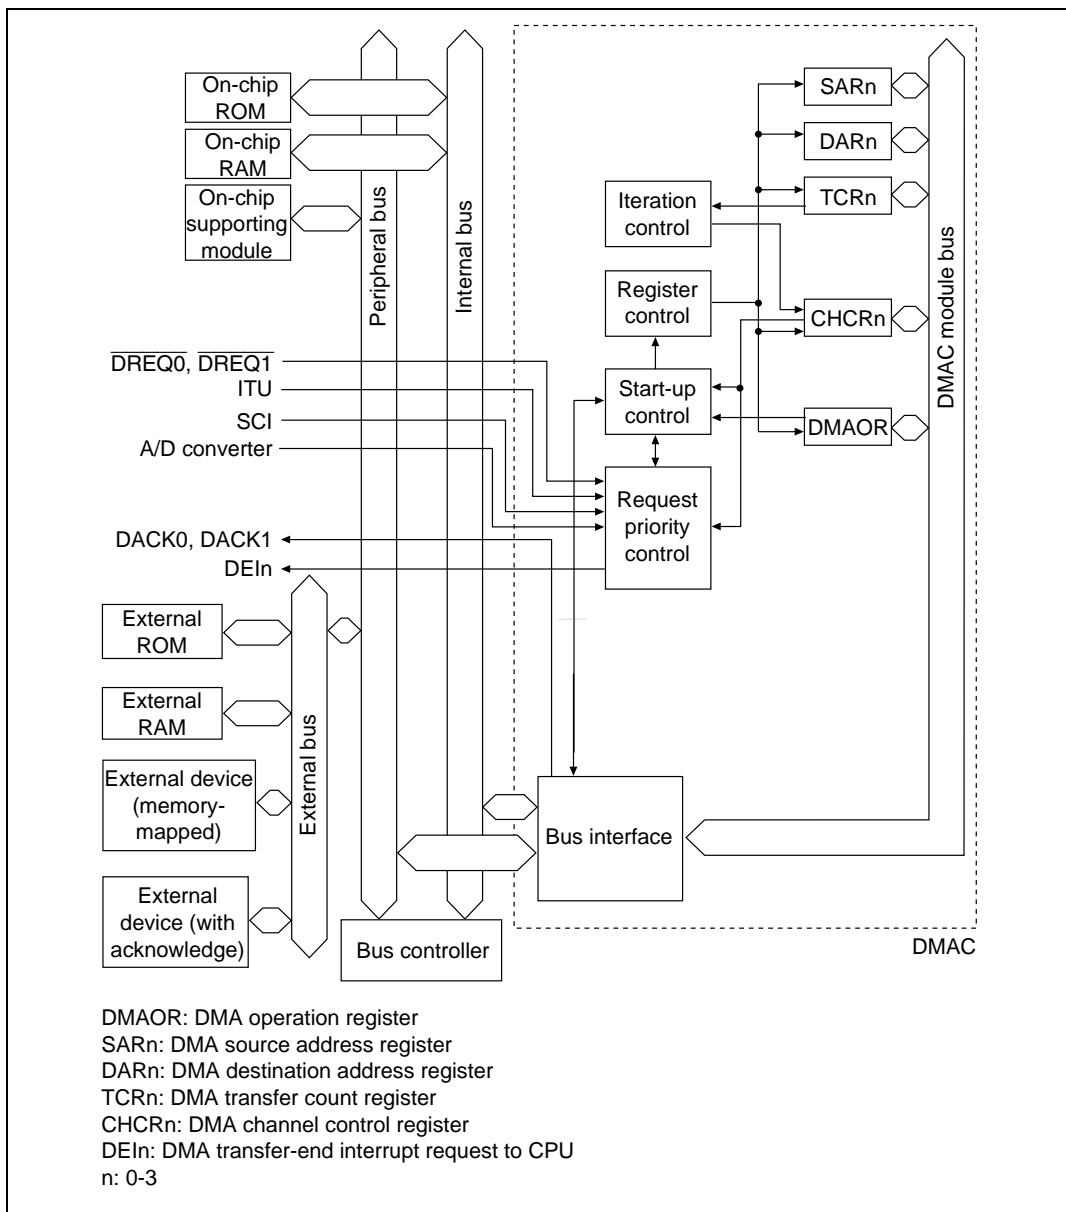 On-chip
ROM
On-chip
RAM
On-chip
supporting
module
Peripheral bus
Internal bus
SARn
DARn
TCRn
Iteration
control
Register
control
CHCRn
DMAC module bus
DREQ0, DREQ1
ITU
SCI
A/D converter
Start-up
control
DMAOR
Request
priority
control
DACK0, DACK1
DEIn
External
ROM
External
RAM
External bus
External device
(memory-
mapped)
External
device (with
acknowledge)
Bus interface
Bus controller
DMAC
DMAOR: DMA operation register
SARn: DMA source address register
DARn: DMA destination address register
TCRn: DMA transfer count register
CHCRn: DMA channel control register
DEIn: DMA transfer-end interrupt request to CPU
n: 0-3